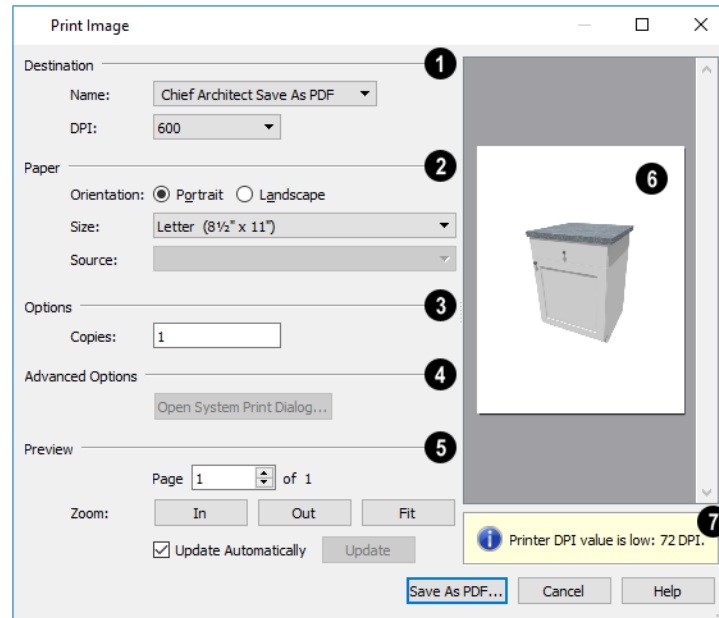 Print Image
Destination
1
Name: Chief Architect Save As PDF
DPI: 600
Paper
2
Orientation: Portrait Landscape
Size: Letter (8½" x 11")
Source:
Options
3
Copies: 1
Advanced Options
4
Open System Print Dialog...
Preview
5
Page 1 of 1
Zoom: In Out Fit
Update Automatically Update
6
7
Printer DPI value is low: 72 DPI.
Save As PDF... Cancel Help